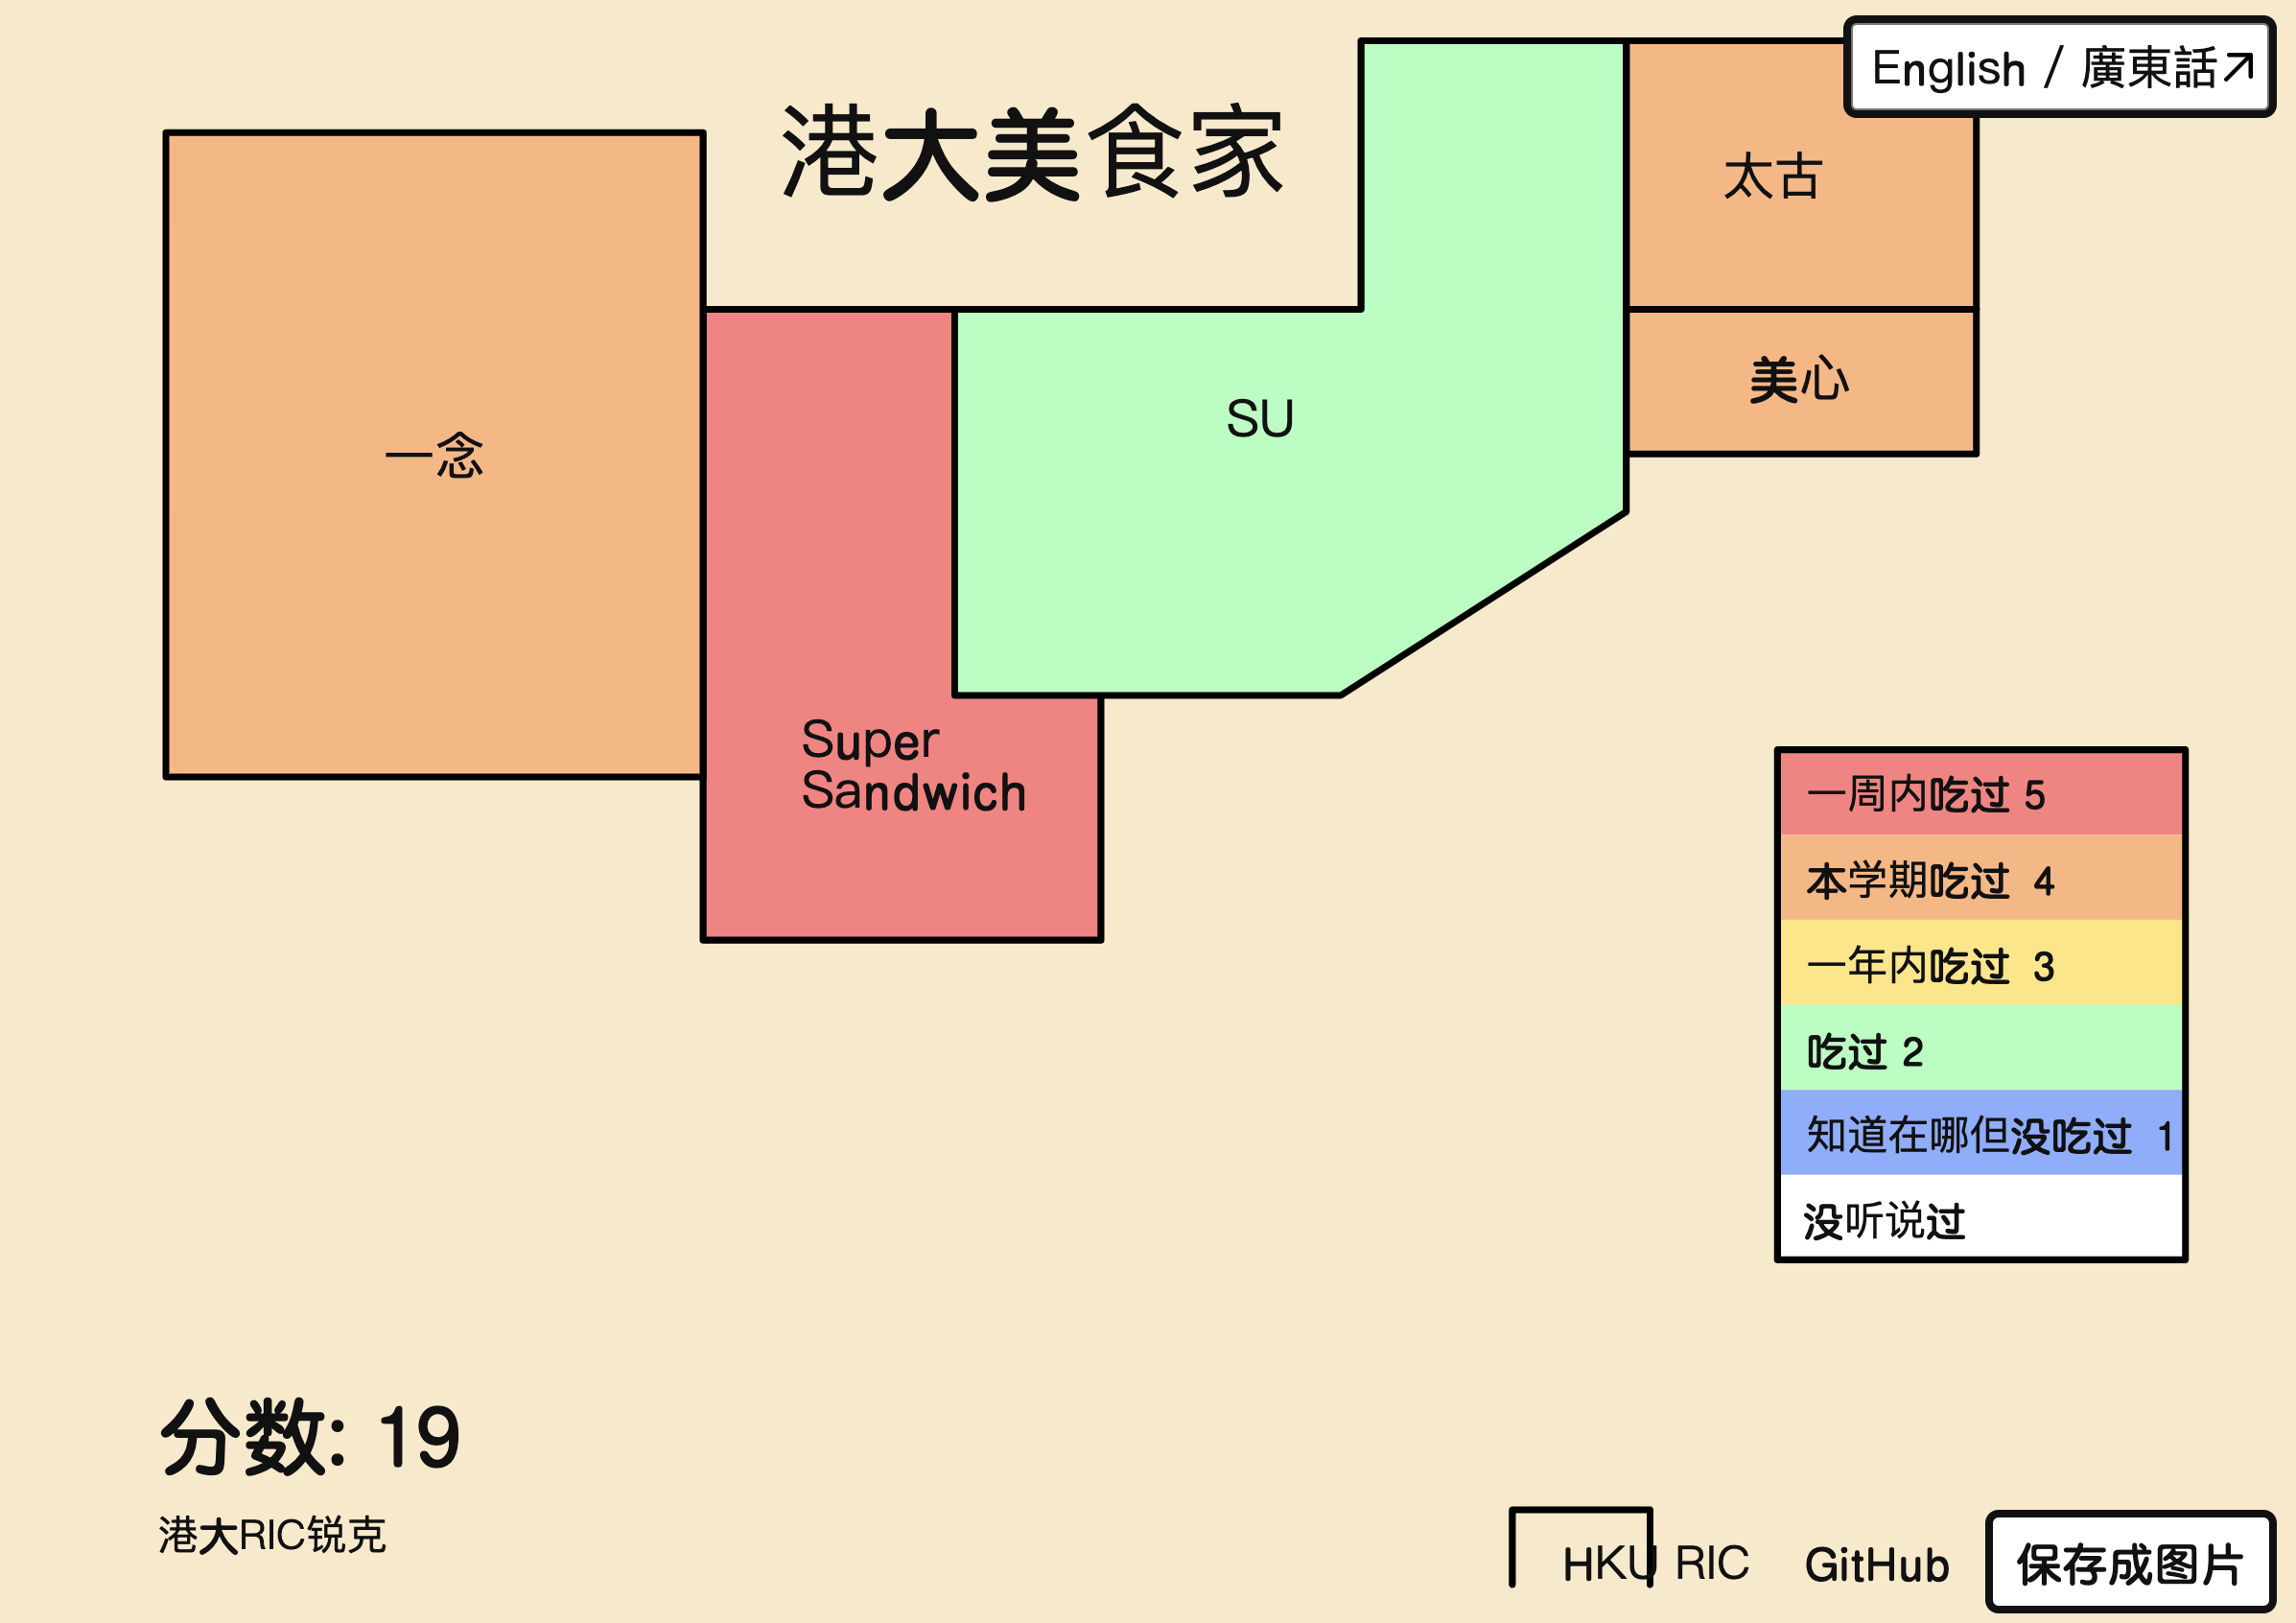 English / 廣東話↗
港大美食家
太古
美心
SU
一念
Super
Sandwich
一周内吃过 5
本学期吃过 4
一年内吃过 3
吃过 2
知道在哪但没吃过 1
没听说过
分数: 19
港大RIC锐克
HKU RIC
GitHub
保存成图片